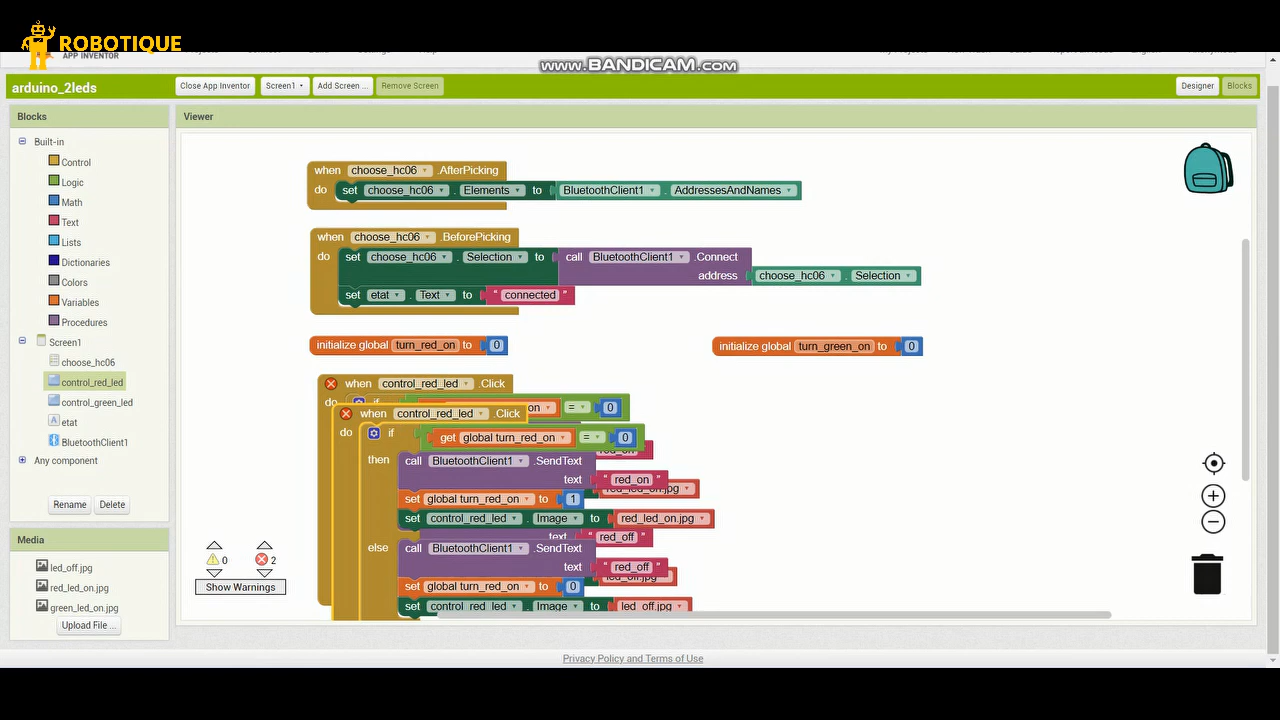 ROBOTIQUE
APP INVENTOR
www.BANDICAM.com
arduino_2leds
Close App Inventor
Screen1
Add Screen ...
Remove Screen
Designer
Blocks
Blocks
Viewer
Built-in
Control
Logic
Math
Text
Lists
Dictionaries
Colors
Variables
Procedures
Screen1
choose_hc06
control_red_led
control_green_led
etat
BluetoothClient1
Any component
Rename
Delete
Media
led_off.jpg
red_led_on.jpg
green_led_on.jpg
Upload File ...
when choose_hc06 .AfterPicking
do set choose_hc06 . Elements to BluetoothClient1 . AddressesAndNames
when choose_hc06 .BeforePicking
do set choose_hc06 . Selection to call BluetoothClient1 .Connect
address choose_hc06 . Selection
set etat . Text to " connected "
initialize global turn_red_on to 0
initialize global turn_green_on to 0
when control_red_led .Click
do if on = 0
when control_red_led .Click
do if get global turn_red_on = 0
then call BluetoothClient1 .SendText
text " red_on "
set global turn_red_on to 1
set control_red_led . Image to red_led_on.jpg
text " red_off "
else call BluetoothClient1 .SendText
text " red_off "
set global turn_red_on to 0
set control_red_led . Image to led_off.jpg
0
2
Show Warnings
Privacy Policy and Terms of Use